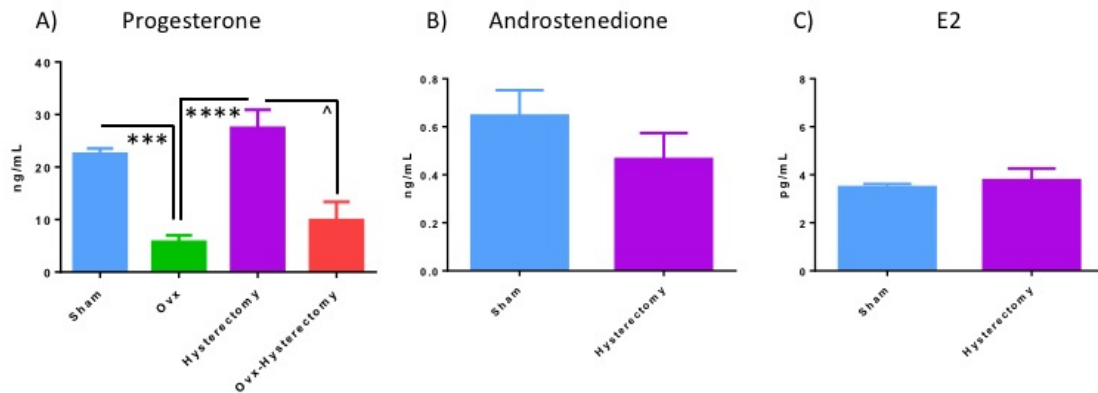 A) Progesterone
B) Androstenedione
C) E2
40
30
20
10
0
ng/mL
***
****
^
Sham
Ovx
Hysterectomy
Ovx-Hysterectomy
0.8
0.6
0.4
0.2
0.0
ng/mL
Sham
Hysterectomy
8
6
4
2
0
pg/mL
Sham
Hysterectomy